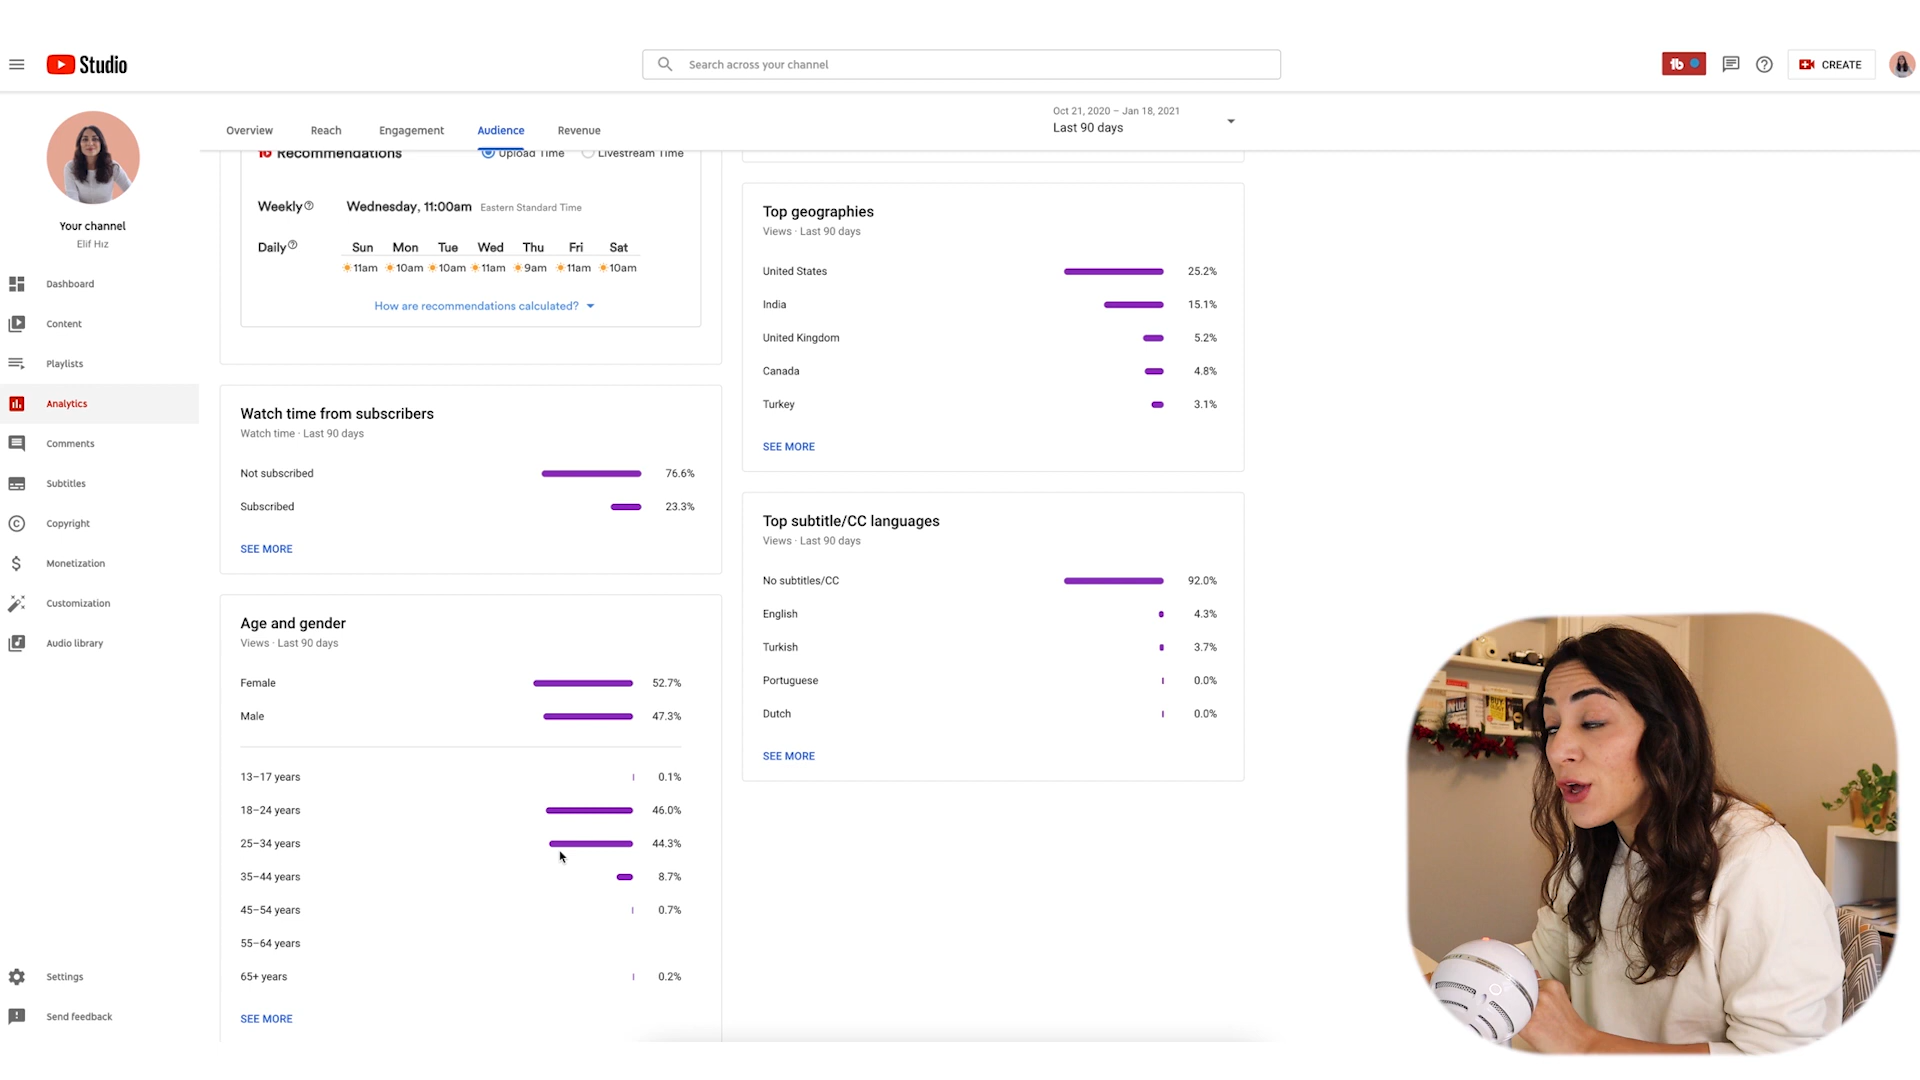 Studio
Search across your channel
CREATE
Your channel
Elif Hız
Dashboard
Content
Playlists
Analytics
Comments
Subtitles
Copyright
Monetization
Customization
Audio library
Settings
Send feedback
Overview Reach Engagement Audience Revenue
Oct 21, 2020 – Jan 18, 2021
Last 90 days
Recommendations Upload Time Livestream Time
Weekly Wednesday, 11:00am Eastern Standard Time
Daily Sun Mon Tue Wed Thu Fri Sat
11am 10am 10am 11am 9am 11am 10am
How are recommendations calculated?
Watch time from subscribers
Watch time · Last 90 days
Not subscribed 76.6%
Subscribed 23.3%
SEE MORE
Age and gender
Views · Last 90 days
Female 52.7%
Male 47.3%
13–17 years 0.1%
18–24 years 46.0%
25–34 years 44.3%
35–44 years 8.7%
45–54 years 0.7%
55–64 years
65+ years 0.2%
SEE MORE
Top geographies
Views · Last 90 days
United States 25.2%
India 15.1%
United Kingdom 5.2%
Canada 4.8%
Turkey 3.1%
SEE MORE
Top subtitle/CC languages
Views · Last 90 days
No subtitles/CC 92.0%
English 4.3%
Turkish 3.7%
Portuguese 0.0%
Dutch 0.0%
SEE MORE